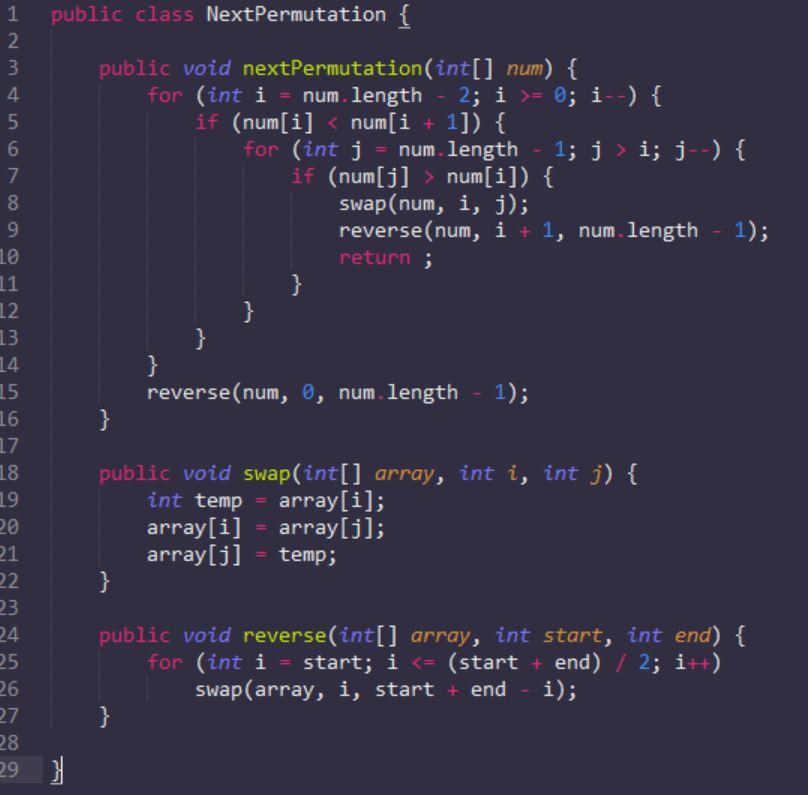 1 public class NextPermutation {
2
3     public void nextPermutation(int[] num) {
4         for (int i = num.length - 2; i >= 0; i--) {
5             if (num[i] < num[i + 1]) {
6                 for (int j = num.length - 1; j > i; j--) {
7                     if (num[j] > num[i]) {
8                         swap(num, i, j);
9                         reverse(num, i + 1, num.length - 1);
10                         return ;
11                     }
12                 }
13             }
14         }
15         reverse(num, 0, num.length - 1);
16     }
17
18     public void swap(int[] array, int i, int j) {
19         int temp = array[i];
20         array[i] = array[j];
21         array[j] = temp;
22     }
23
24     public void reverse(int[] array, int start, int end) {
25         for (int i = start; i <= (start + end) / 2; i++)
26             swap(array, i, start + end - i);
27     }
28
29 }